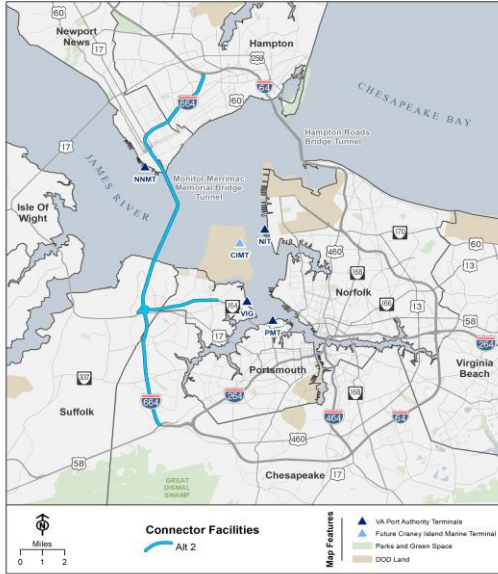 Newport
News
17
Hampton
258
60
664
64
60
CHESAPEAKE BAY
Hampton Roads
Bridge Tunnel
17
JAMES RIVER
NNMT
Monitor Merrimac
Memorial Bridge
Tunnel
Isle Of
Wight
CIMT
NIT
170
60
460
13
168
Norfolk
164
VIG
166
13
17
PMT
58
264
Virginia
Beach
Portsmouth
337
Suffolk
664
264
464
168
64
58
460
17
Chesapeake
GREAT
DISMAL
SWAMP
N
Miles
0 1 2
Connector Facilities
Alt 2
Map Features
VA Port Authority Terminals
Future Craney Island Marine Terminal
Parks and Green Space
DOD Land